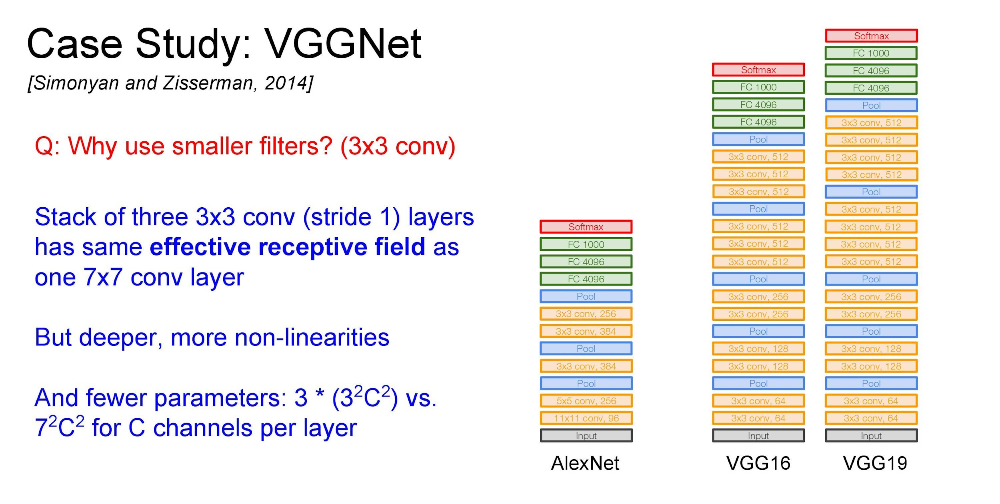 Case Study: VGGNet
[Simonyan and Zisserman, 2014]
Q: Why use smaller filters? (3x3 conv)
Stack of three 3x3 conv (stride 1) layers
has same effective receptive field as
one 7x7 conv layer
But deeper, more non-linearities
And fewer parameters: 3 * (3²C²) vs.
7²C² for C channels per layer
Softmax
FC 1000
FC 4096
FC 4096
Pool
3x3 conv, 256
3x3 conv, 384
Pool
3x3 conv, 384
Pool
5x5 conv, 256
11x11 conv, 96
Input
AlexNet
Softmax
FC 1000
FC 4096
FC 4096
Pool
3x3 conv, 512
3x3 conv, 512
3x3 conv, 512
Pool
3x3 conv, 512
3x3 conv, 512
3x3 conv, 512
Pool
3x3 conv, 256
3x3 conv, 256
Pool
3x3 conv, 128
3x3 conv, 128
Pool
3x3 conv, 64
3x3 conv, 64
Input
VGG16
Softmax
FC 1000
FC 4096
FC 4096
Pool
3x3 conv, 512
3x3 conv, 512
3x3 conv, 512
3x3 conv, 512
Pool
3x3 conv, 512
3x3 conv, 512
3x3 conv, 512
3x3 conv, 512
Pool
3x3 conv, 256
3x3 conv, 256
Pool
3x3 conv, 128
3x3 conv, 128
Pool
3x3 conv, 64
3x3 conv, 64
Input
VGG19